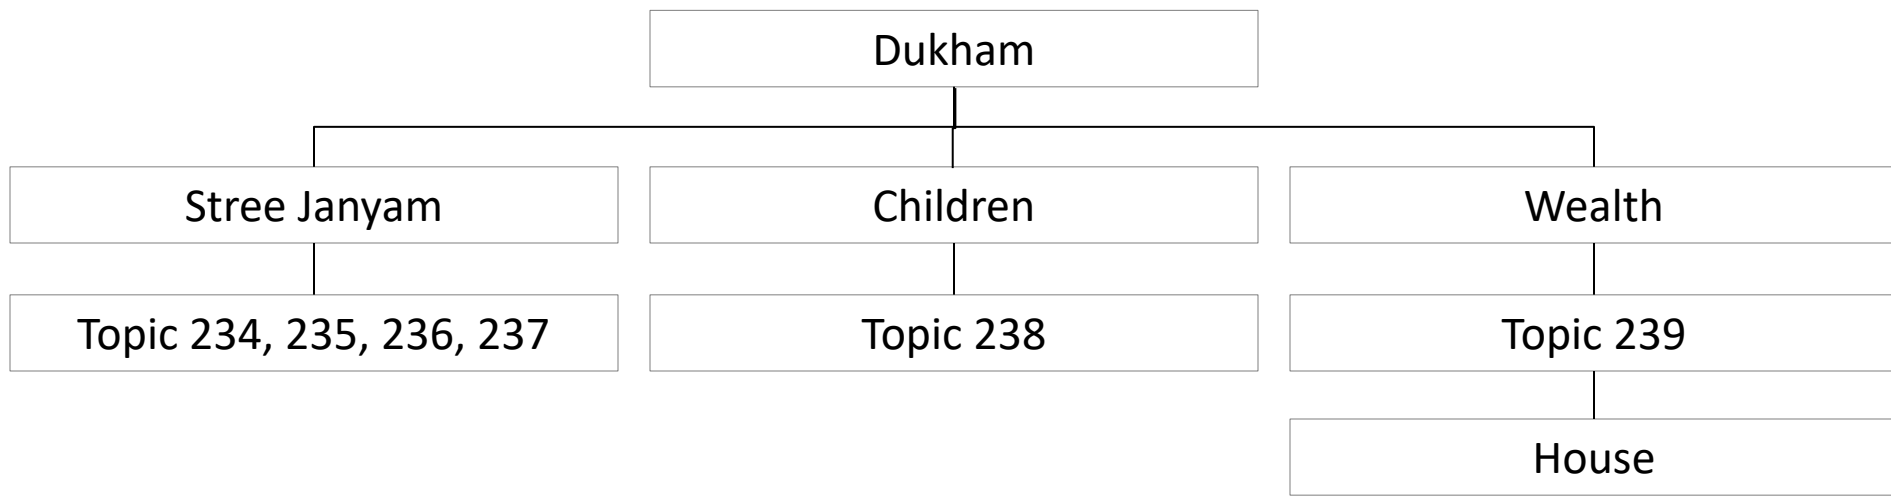 Dukham
Stree Janyam
Children
Wealth
Topic 234, 235, 236, 237
Topic 238
Topic 239
House